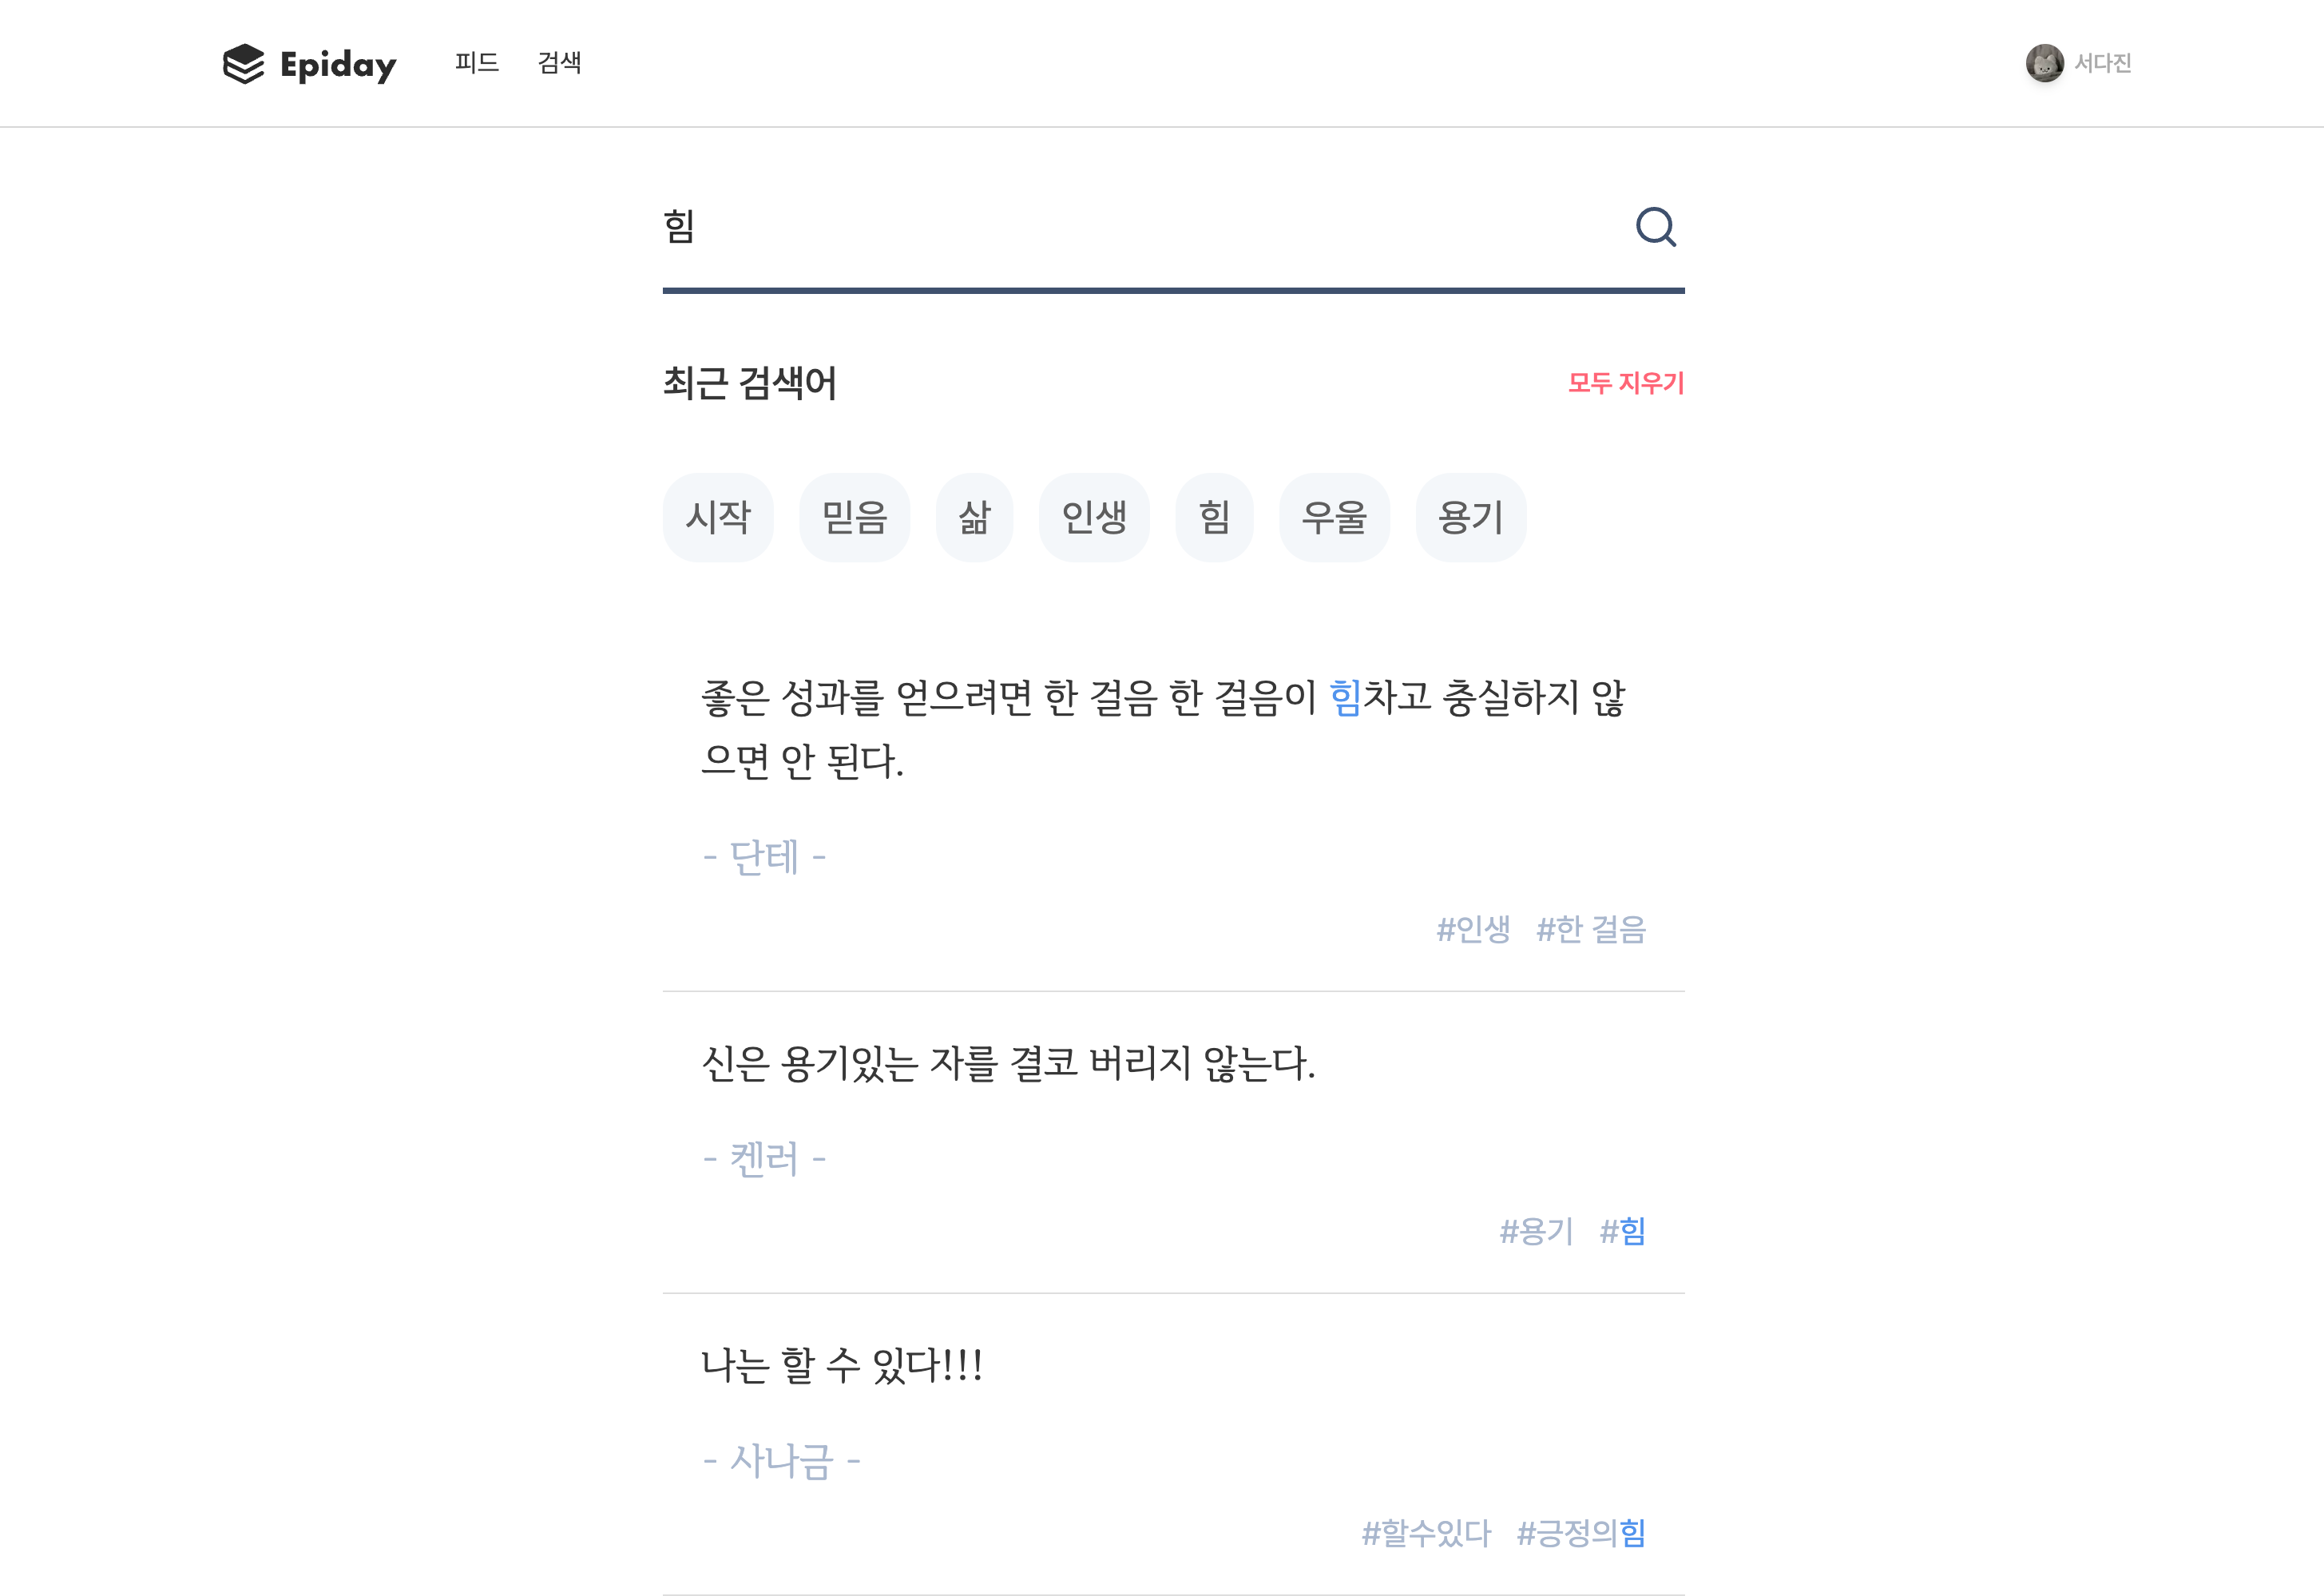 Epiday 피드 검색 서다진
힘
최근 검색어 모두 지우기
시작 믿음 삶 인생 힘 우울 용기
좋은 성과를 얻으려면 한 걸음 한 걸음이 힘차고 충실하지 않
으면 안 된다.
- 단테 -
#인생 #한 걸음
신은 용기있는 자를 결코 버리지 않는다.
- 켄러 -
#용기 #힘
나는 할 수 있다!!!
- 사나금 -
#할수있다 #긍정의힘